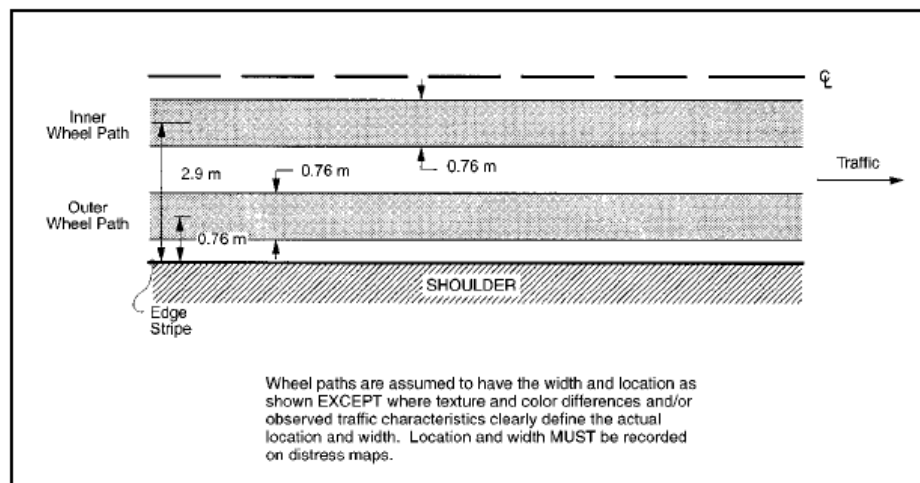 ℄
Inner
Wheel Path
0.76 m
0.76 m
Traffic
2.9 m
Outer
Wheel Path
0.76 m
SHOULDER
Edge
Stripe
Wheel paths are assumed to have the width and location as
shown EXCEPT where texture and color differences and/or
observed traffic characteristics clearly define the actual
location and width. Location and width MUST be recorded
on distress maps.